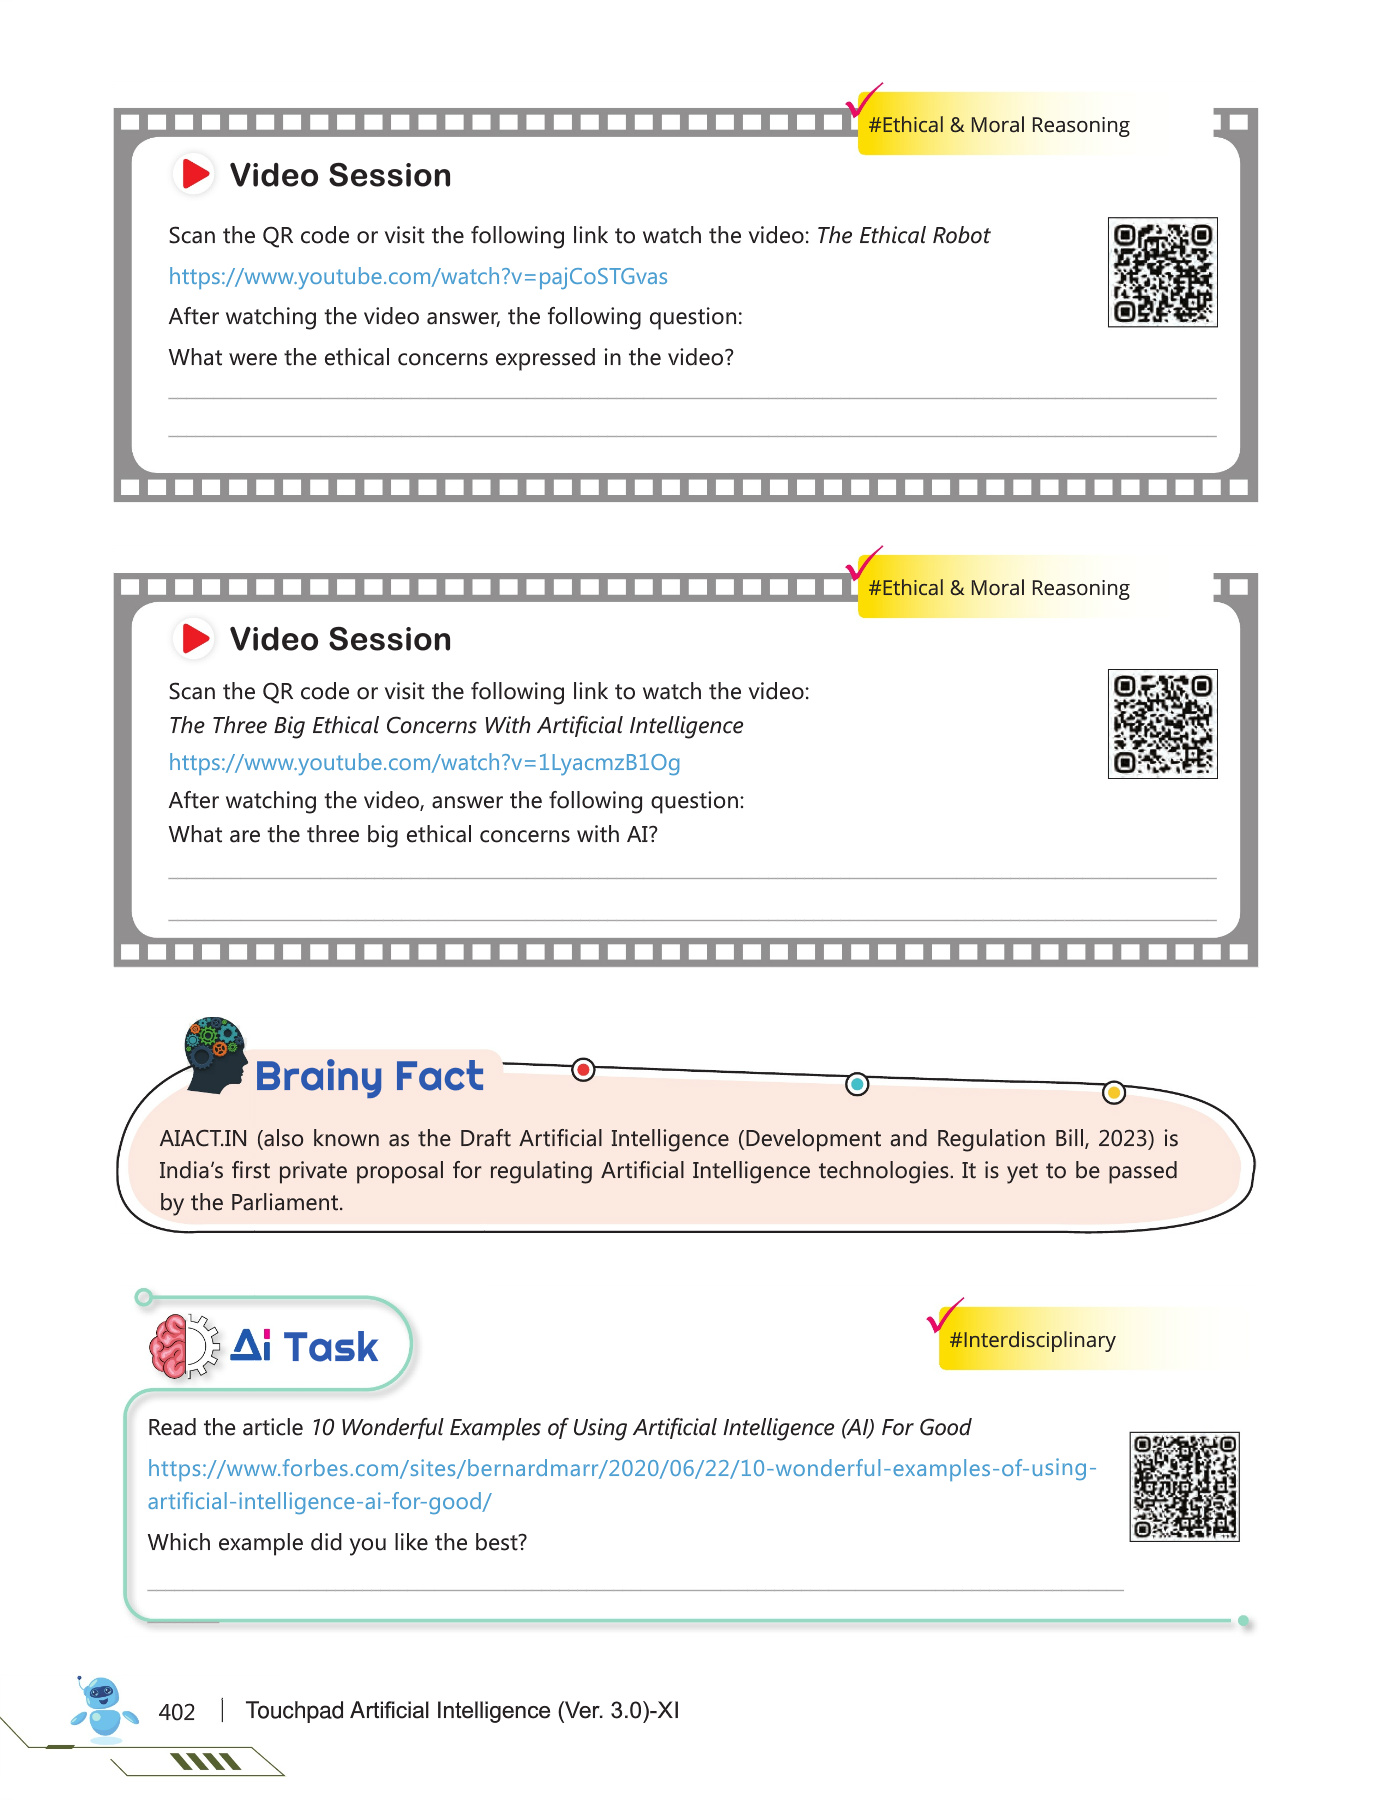 #Ethical & Moral Reasoning
Video Session
Scan the QR code or visit the following link to watch the video: The Ethical Robot
https://www.youtube.com/watch?v=pajCoSTGvas
After watching the video answer, the following question:
What were the ethical concerns expressed in the video?
#Ethical & Moral Reasoning
Video Session
Scan the QR code or visit the following link to watch the video:
The Three Big Ethical Concerns With Artificial Intelligence
https://www.youtube.com/watch?v=1LyacmzB1Og
After watching the video, answer the following question:
What are the three big ethical concerns with AI?
Brainy Fact
AIACT.IN (also known as the Draft Artificial Intelligence (Development and Regulation Bill, 2023) is
India's first private proposal for regulating Artificial Intelligence technologies. It is yet to be passed
by the Parliament.
Ai Task
#Interdisciplinary
Read the article 10 Wonderful Examples of Using Artificial Intelligence (AI) For Good
https://www.forbes.com/sites/bernardmarr/2020/06/22/10-wonderful-examples-of-using-
artificial-intelligence-ai-for-good/
Which example did you like the best?
402 | Touchpad Artificial Intelligence (Ver. 3.0)-XI